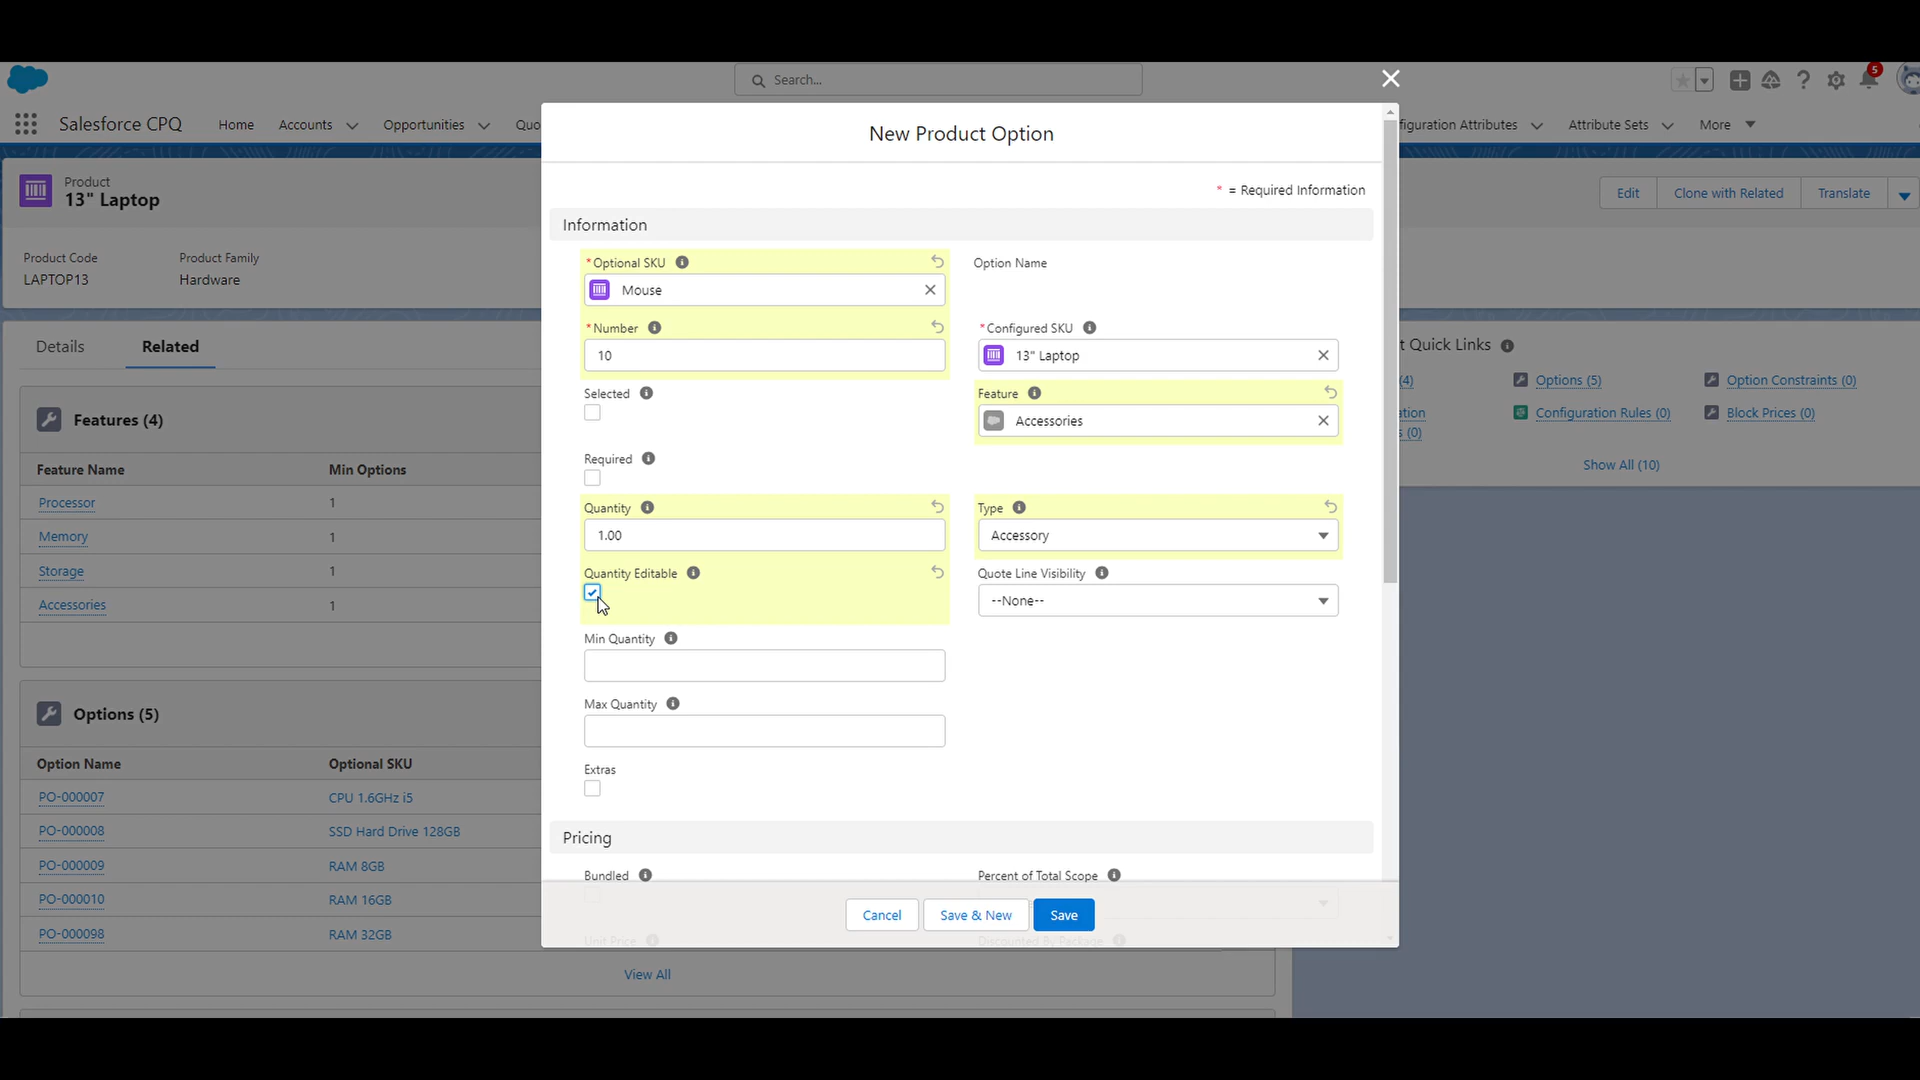 Search...
5
Salesforce CPQ
Home
Accounts
Opportunities
Quo
figuration Attributes
Attribute Sets
More
New Product Option
Product
13" Laptop
Edit
Clone with Related
Translate
* = Required Information
Information
Product Code
Product Family
LAPTOP13
Hardware
*Optional SKU
Mouse
Option Name
*Number
10
*Configured SKU
13" Laptop
Details
Related
t Quick Links
(4)
Options (5)
Option Constraints (0)
ation
s (0)
Configuration Rules (0)
Block Prices (0)
Show All (10)
Selected
Feature
Accessories
Required
Features (4)
Feature Name
Min Options
Processor
1
Memory
1
Storage
1
Accessories
1
Quantity
1.00
Type
Accessory
Quantity Editable
Quote Line Visibility
--None--
Min Quantity
Max Quantity
Extras
Options (5)
Option Name
Optional SKU
PO-000007
CPU 1.6GHz i5
PO-000008
SSD Hard Drive 128GB
PO-000009
RAM 8GB
PO-000010
RAM 16GB
PO-000098
RAM 32GB
View All
Pricing
Bundled
Percent of Total Scope
Cancel
Save & New
Save
Unit Price
Discounted By Package